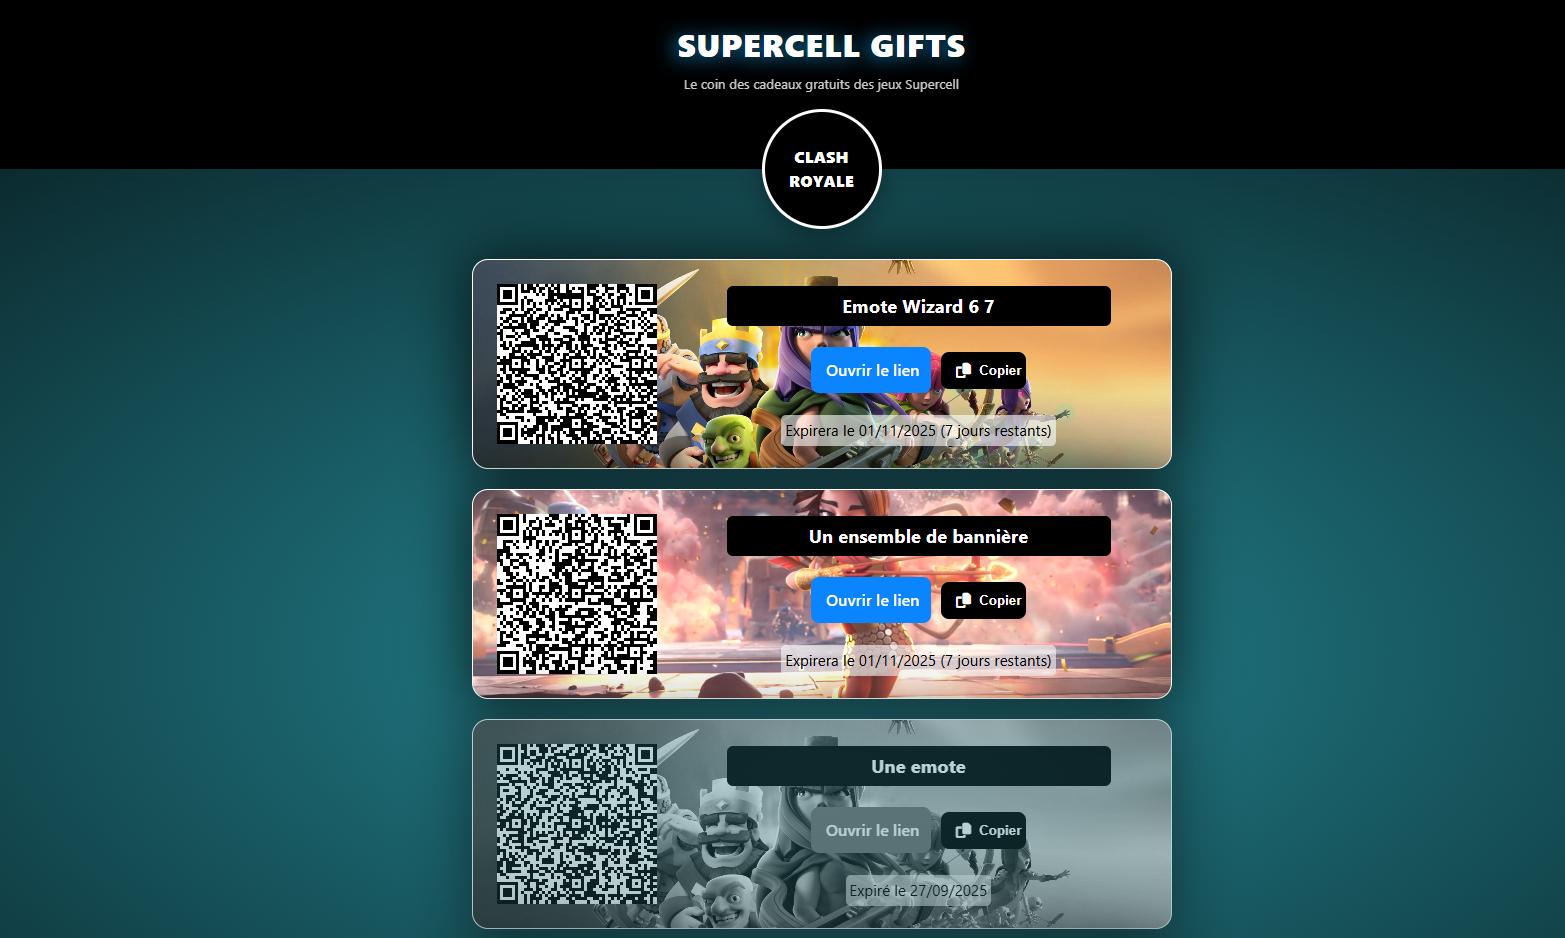 SUPERCELL GIFTS
Le coin des cadeaux gratuits des jeux Supercell
CLASH
ROYALE
Emote Wizard 6 7
Ouvrir le lien
Copier
Expirera le 01/11/2025 (7 jours restants)
Un ensemble de bannière
Ouvrir le lien
Copier
Expirera le 01/11/2025 (7 jours restants)
Une emote
Ouvrir le lien
Copier
Expiré le 27/09/2025